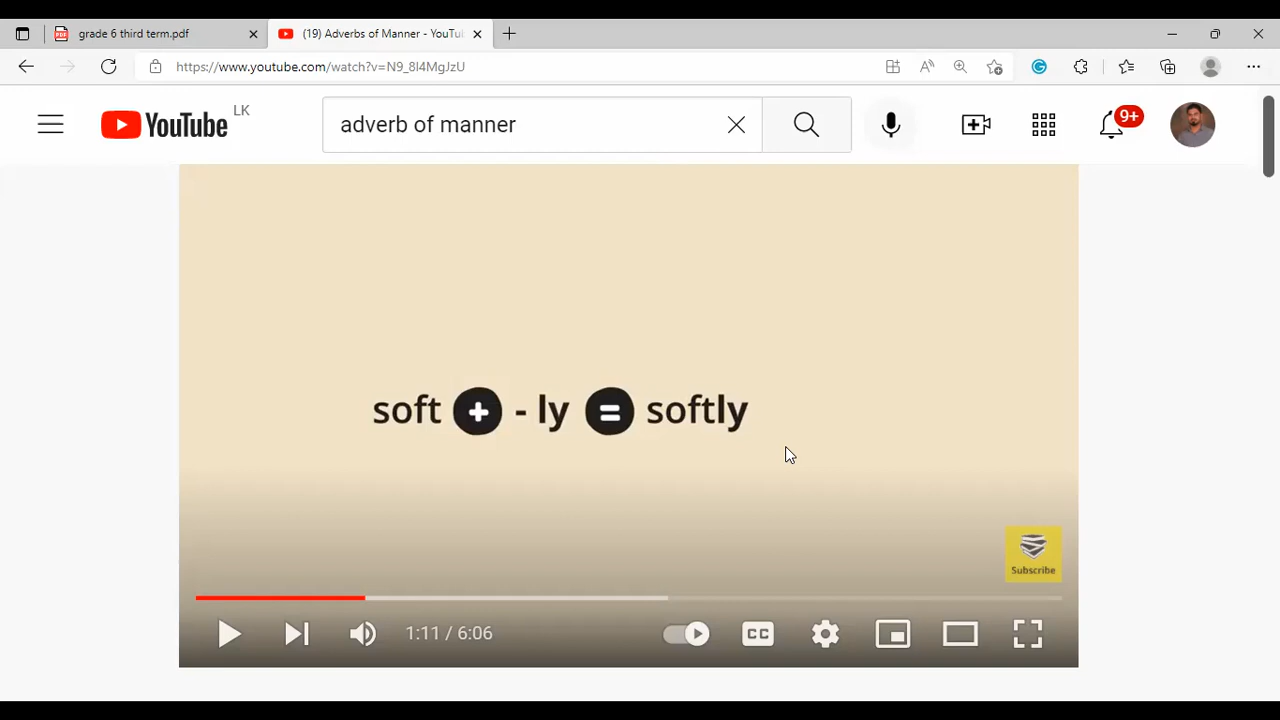 grade 6 third term.pdf
(19) Adverbs of Manner - YouTu
https://www.youtube.com/watch?v=N9_8I4MgJzU
YouTube LK
adverb of manner
9+
soft + - ly = softly
Subscribe
1:11 / 6:06
CC